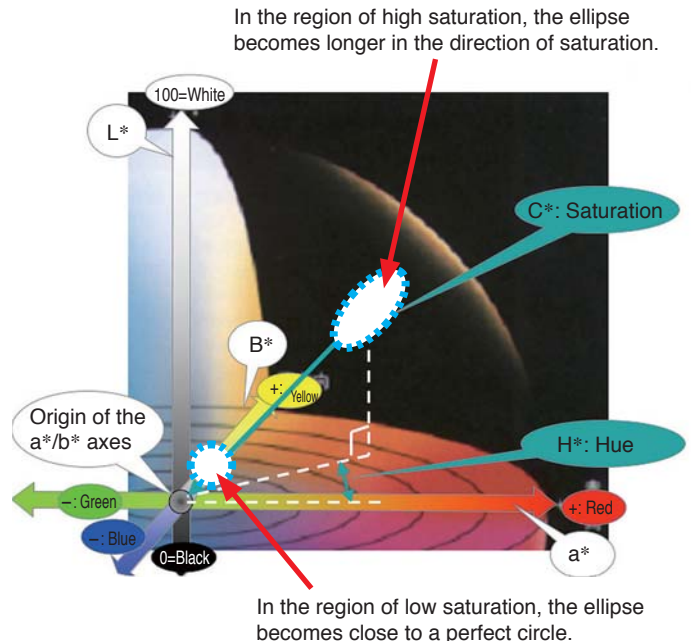 In the region of high saturation, the ellipse
becomes longer in the direction of saturation.
100=White
L*
C*: Saturation
B*
+: Yellow
Origin of the
a*/b* axes
H*: Hue
–: Green
+: Red
–: Blue
a*
0=Black
In the region of low saturation, the ellipse
becomes close to a perfect circle.